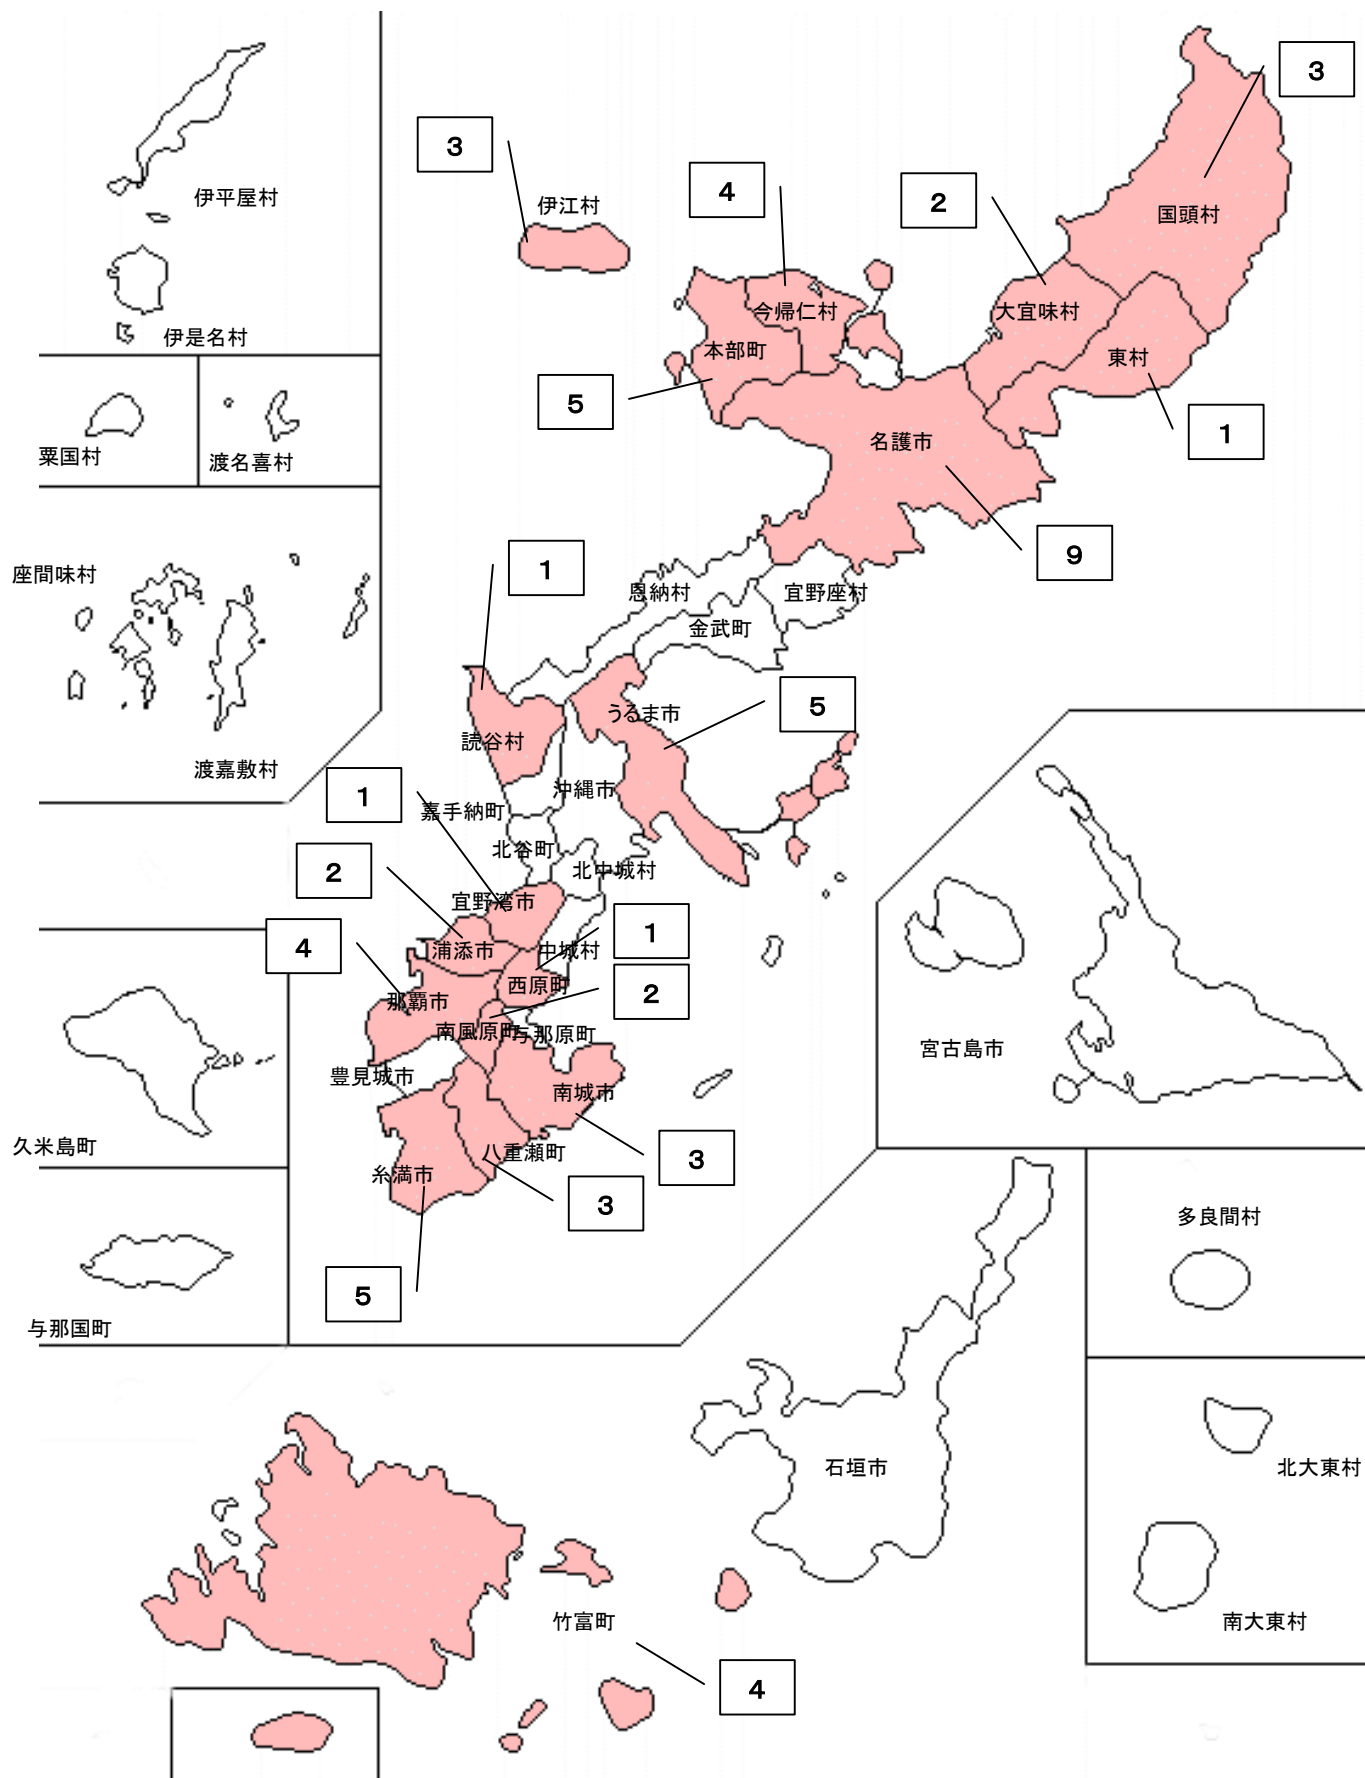 3
3
伊平屋村
伊江村
4
2
国頭村
今帰仁村
大宜味村
伊是名村
本部町
東村
5
1
粟国村
渡名喜村
名護市
9
座間味村
1
恩納村
宜野座村
金武町
うるま市
5
読谷村
渡嘉敷村
1
嘉手納町
沖縄市
北谷町
2
北中城村
宜野湾市
4
浦添市
中城村
1
西原町
2
那覇市
南風原町
与那原町
宮古島市
豊見城市
南城市
久米島町
八重瀬町
3
糸満市
3
多良間村
5
与那国町
石垣市
北大東村
竹富町
南大東村
4